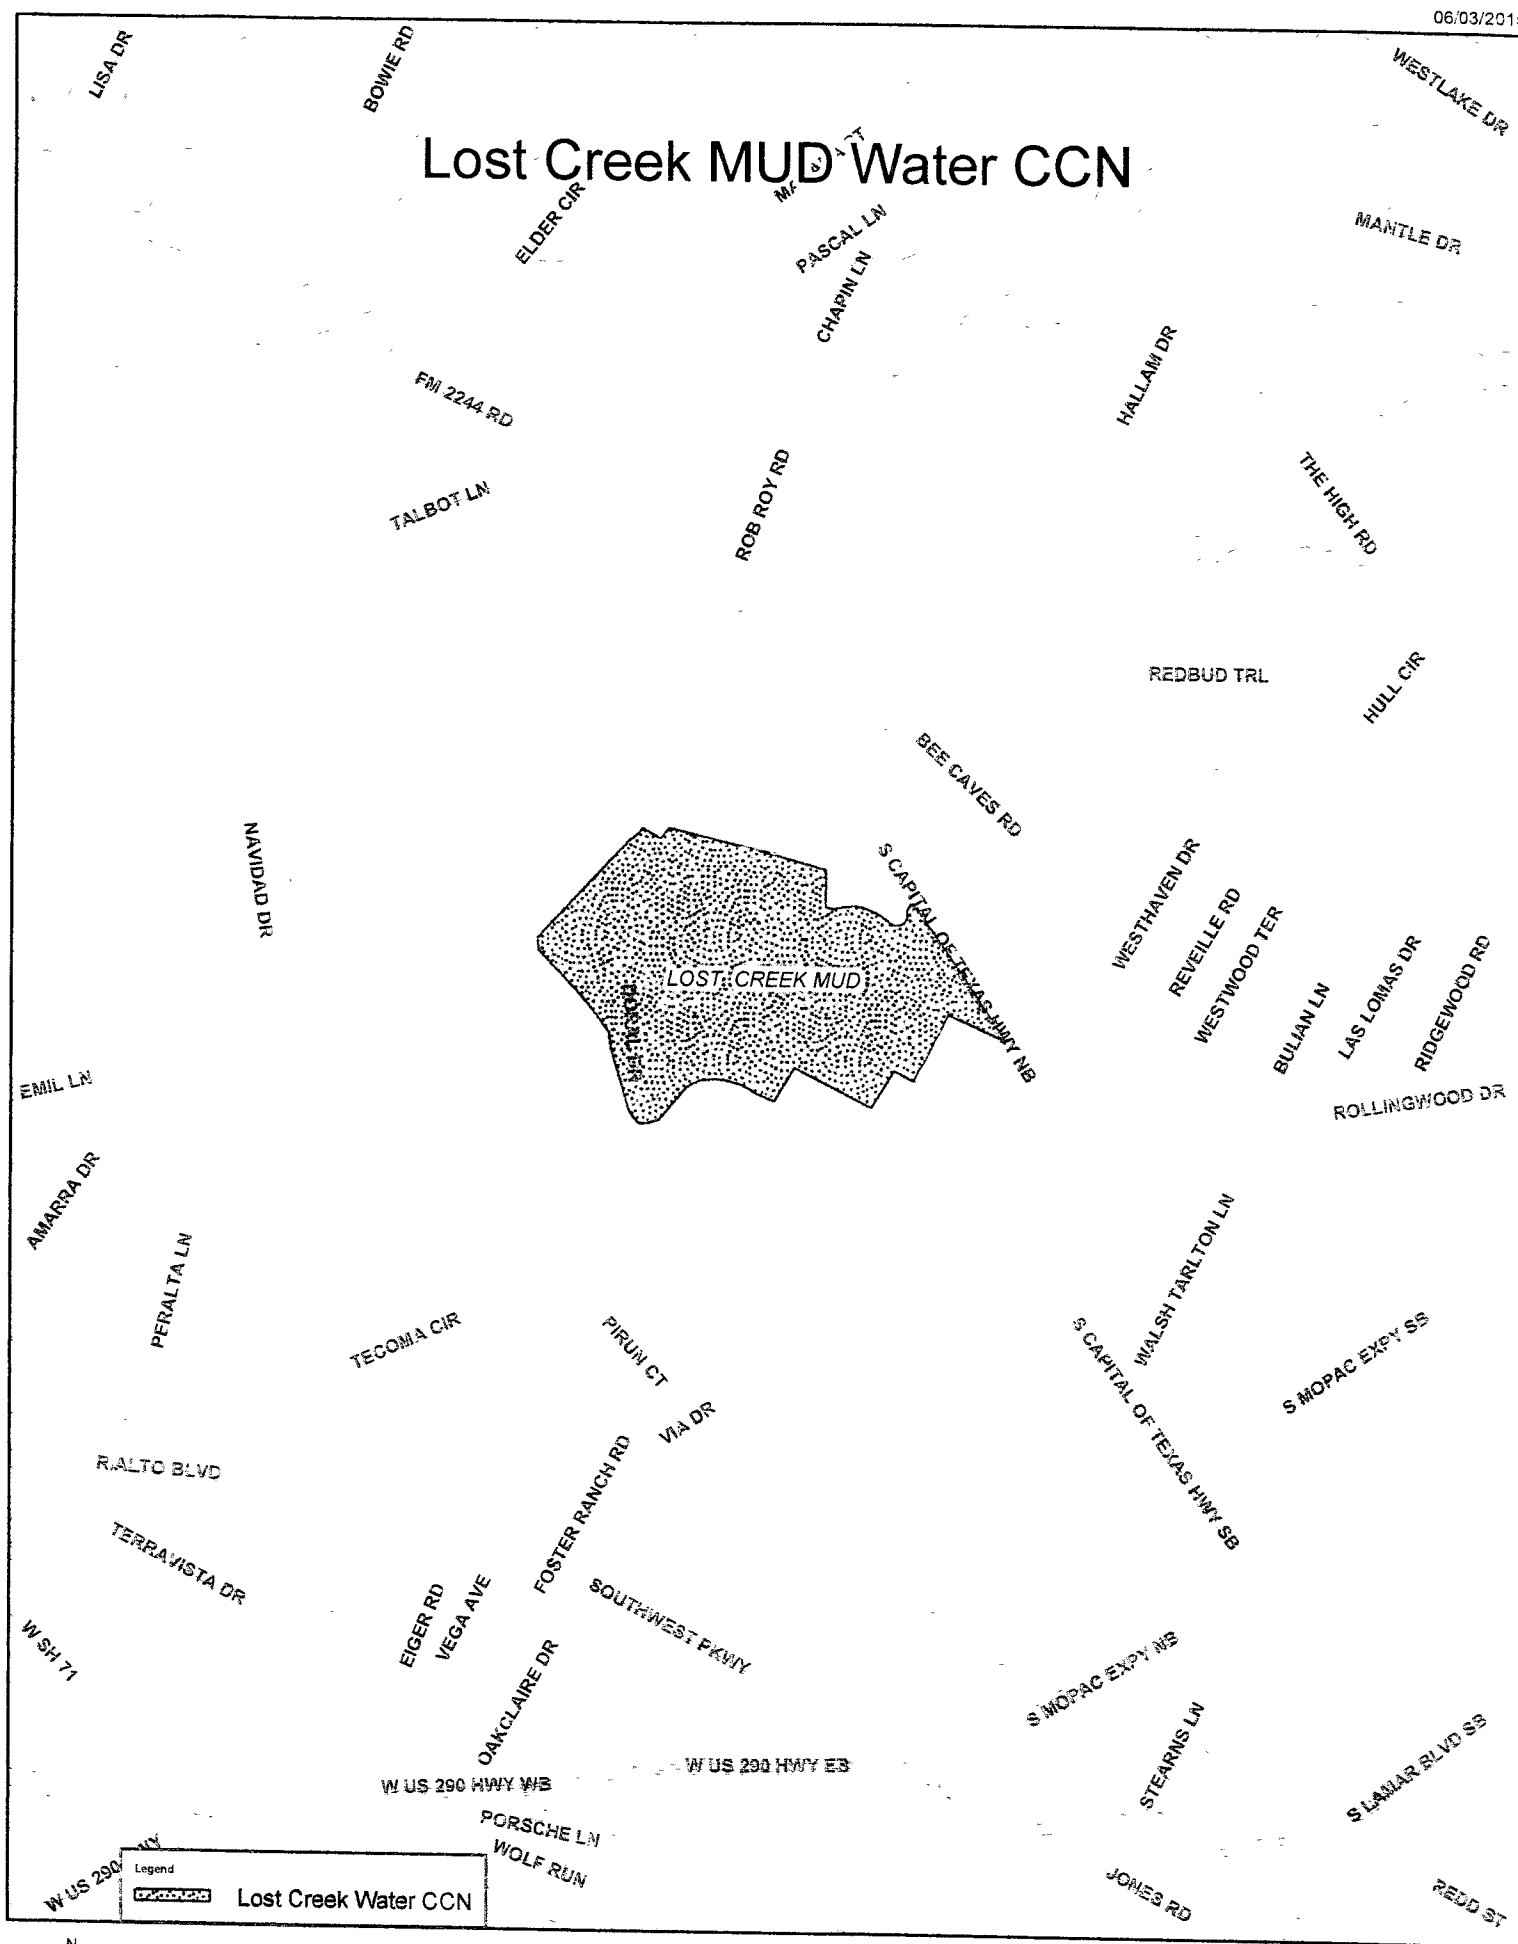 06/03/201
LISA DR
BOWIE RD
WESTLAKE DR
Lost Creek MUD Water CCN
ELDER CIR
PASCAL LN
CHAPIN LN
MANTLE DR
HALLAM DR
FM 2244 RD
TALBOT LN
ROB ROY RD
THE HIGH RD
REDBUD TRL
HULL CIR
BEE CAVES RD
NAVIDAD DR
S CAPITAL OF TEXAS HWY NB
WESTHAVEN DR
REVEILLE RD
WESTWOOD TER
BULIAN LN
LAS LOMAS DR
RIDGEWOOD RD
LOST CREEK MUD
EMIL LN
ROLLINGWOOD DR
AMARRA DR
PERALTA LN
TECOMA CIR
PIRUN CT
VIA DR
WALSH TARLTON LN
S CAPITAL OF TEXAS HWY SB
S MOPAC EXPY SB
RIALTO BLVD
TERRAVISTA DR
FOSTER RANCH RD
EIGER RD
VEGA AVE
SOUTHWEST PKWY
W SH 71
OAKCLAIRE DR
S MOPAC EXPY NB
STEARNS LN
S LAMAR BLVD SB
W US 290 HWY WB
W US 290 HWY EB
PORSCHE LN
WOLF RUN
W US 290 HWY
JONES RD
REDD ST
Legend
Lost Creek Water CCN
N